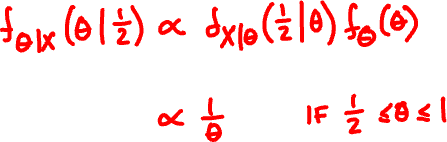 f_{Θ|X}(θ|1/2) ∝ f_{X|Θ}(1/2|θ) f_Θ(θ)
∝ 1/θ IF 1/2 ≤ θ ≤ 1